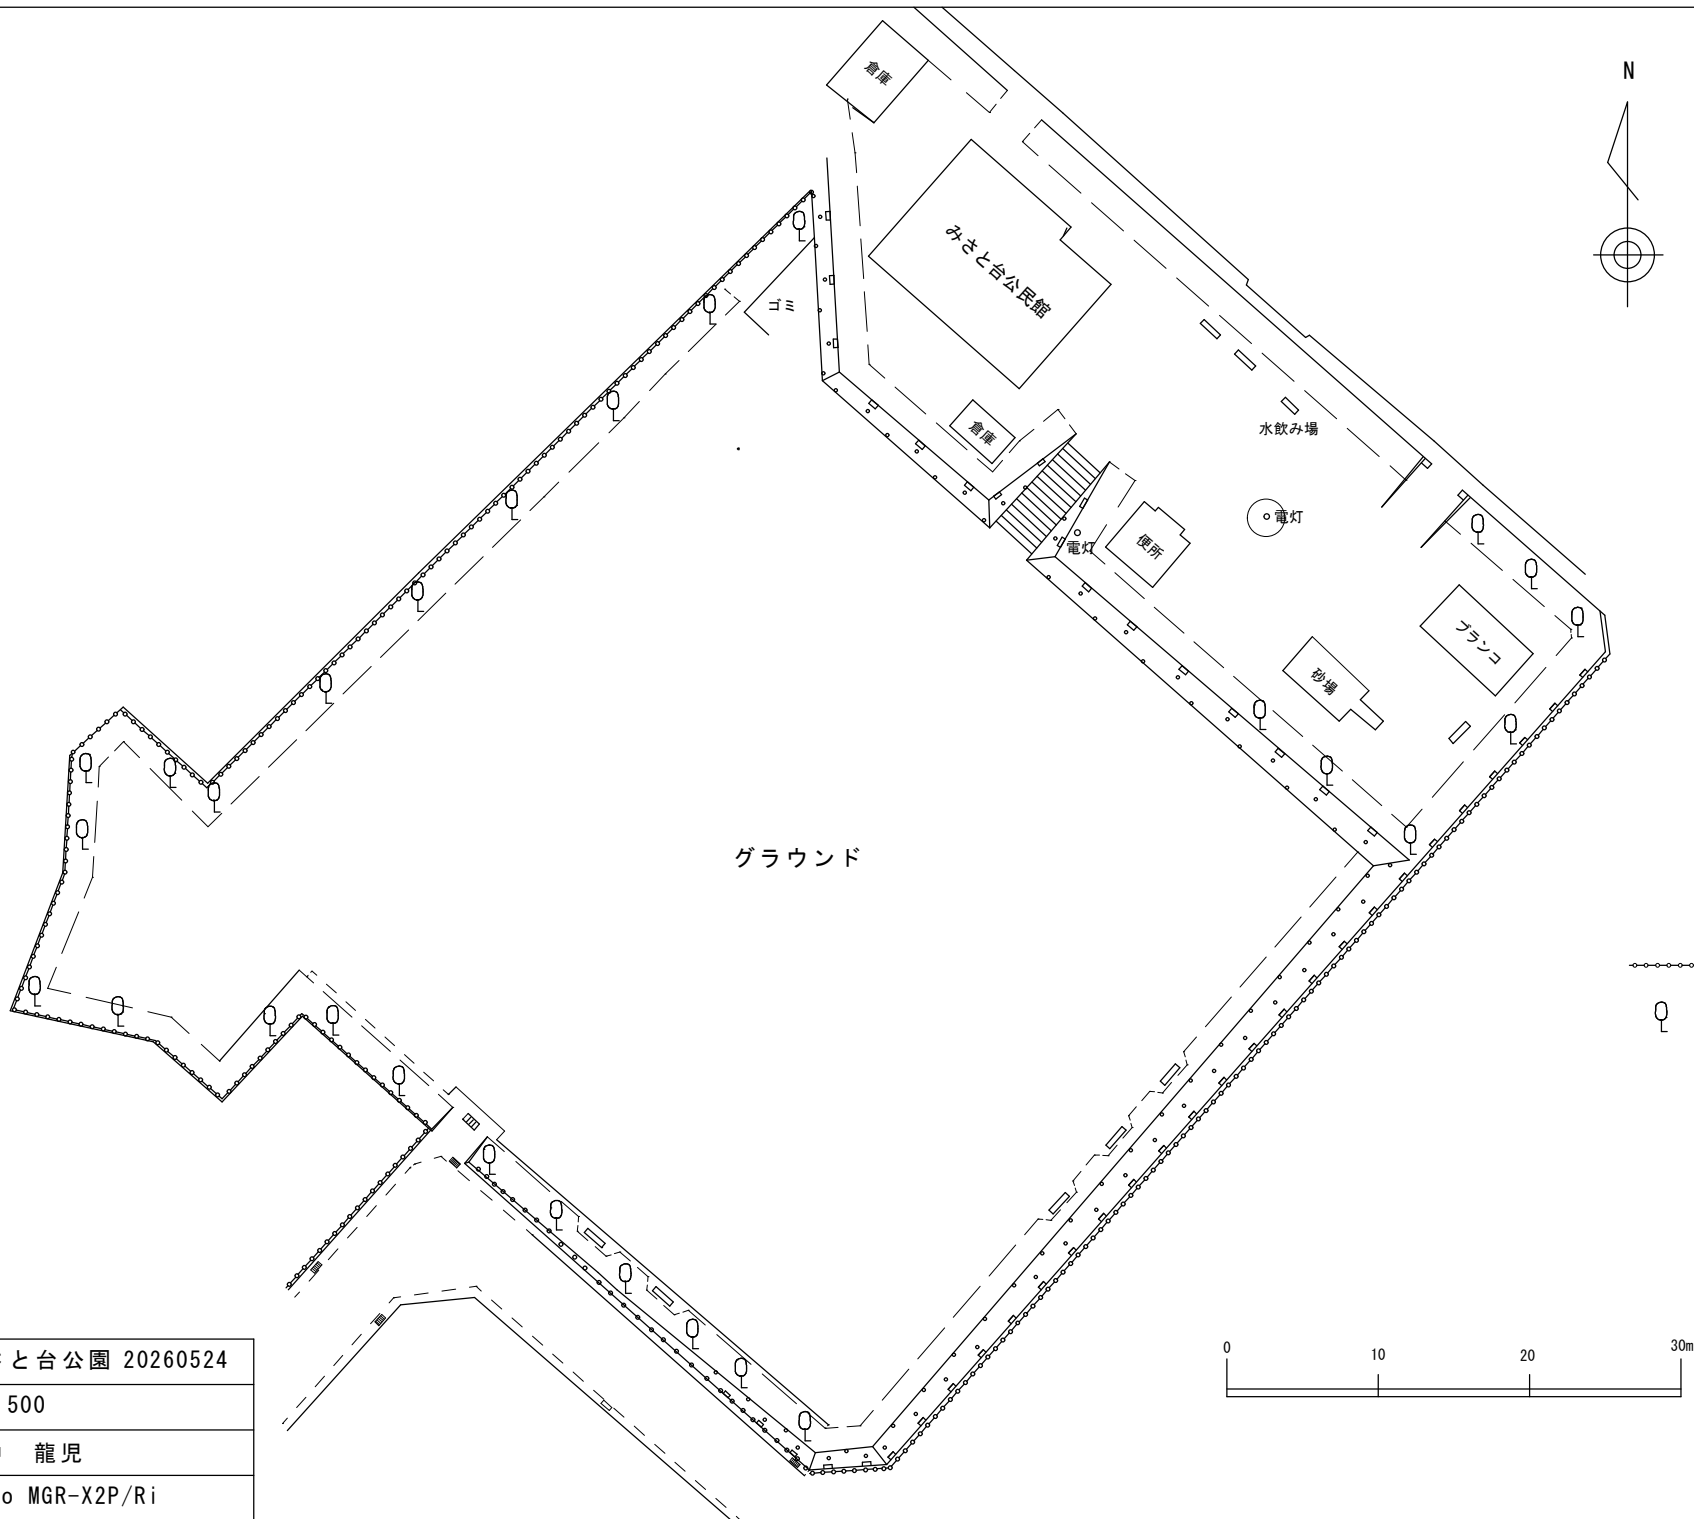 N
倉庫
みさと台公民館
ゴミ
倉庫
水飲み場
電灯
電灯
便所
ブランコ
砂場
グラウンド
0
10
20
30m
と台公園 20260524
500
龍児
o MGR-X2P/Ri